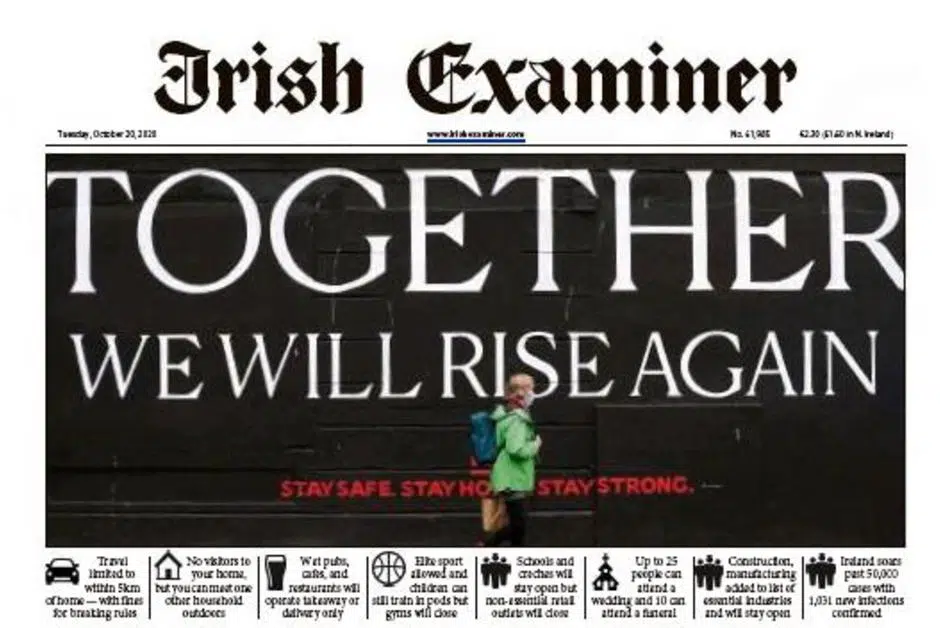 Irish Examiner
Tuesday, October 20, 2020 www.irishexaminer.com No. 61,985 €2.20 (£1.60 in N. Ireland)
TOGETHER
WE WILL RISE AGAIN
STAY SAFE. STAY HO STAY STRONG.
Travel
limited to
within 5km
of home — with fines
for breaking rules
No visitors to
your home,
but you can meet one
other household
outdoors
Wet pubs,
cafes, and
restaurants will
operate takeaway or
delivery only
Elite sport
allowed and
children can
still train in pods but
gyms will close
Schools and
creches will
stay open but
non-essential retail
outlets will close
Up to 25
people can
attend a
wedding and 10 can
attend a funeral
Construction,
manufacturing
added to list of
essential industries
and will stay open
Ireland soars
past 50,000
cases with
1,031 new infections
confirmed